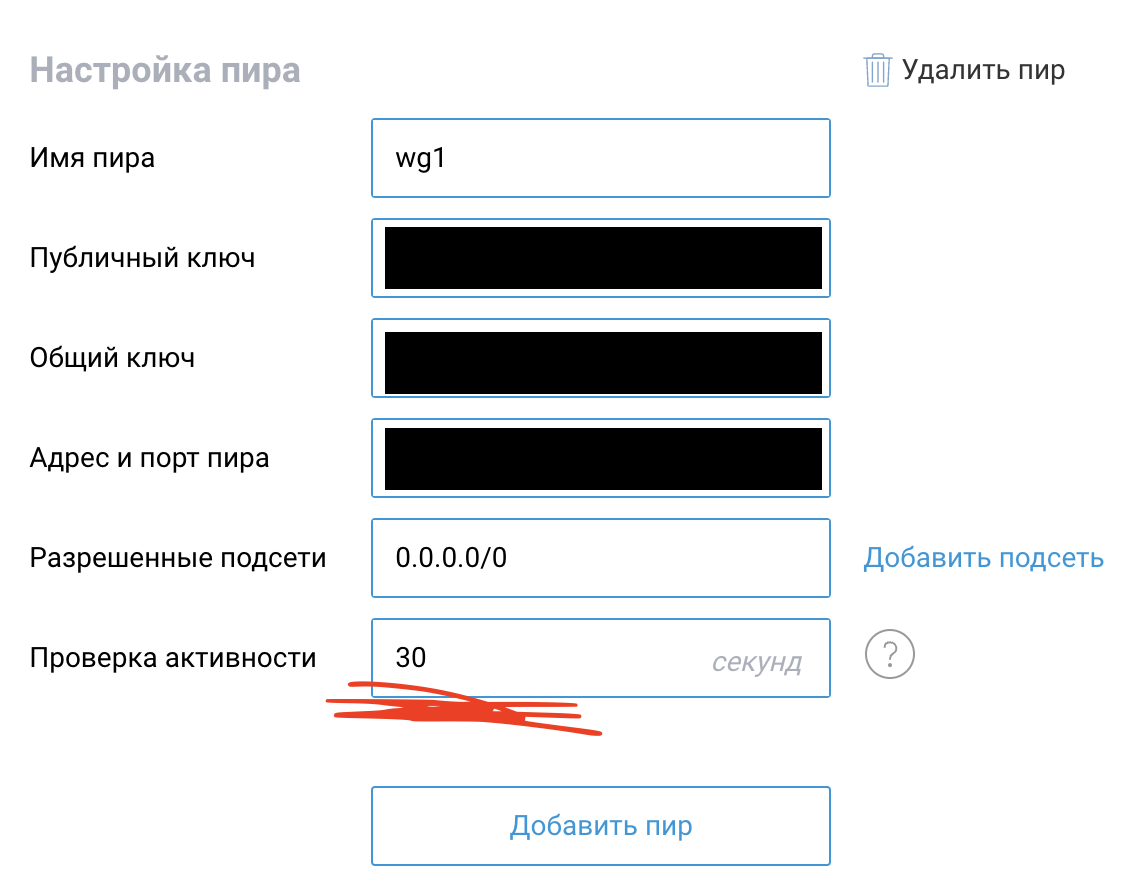 Настройка пира
Удалить пир
Имя пира
wg1
Публичный ключ
Общий ключ
Адрес и порт пира
Разрешенные подсети
0.0.0.0/0
Добавить подсеть
Проверка активности
30
секунд
?
Добавить пир